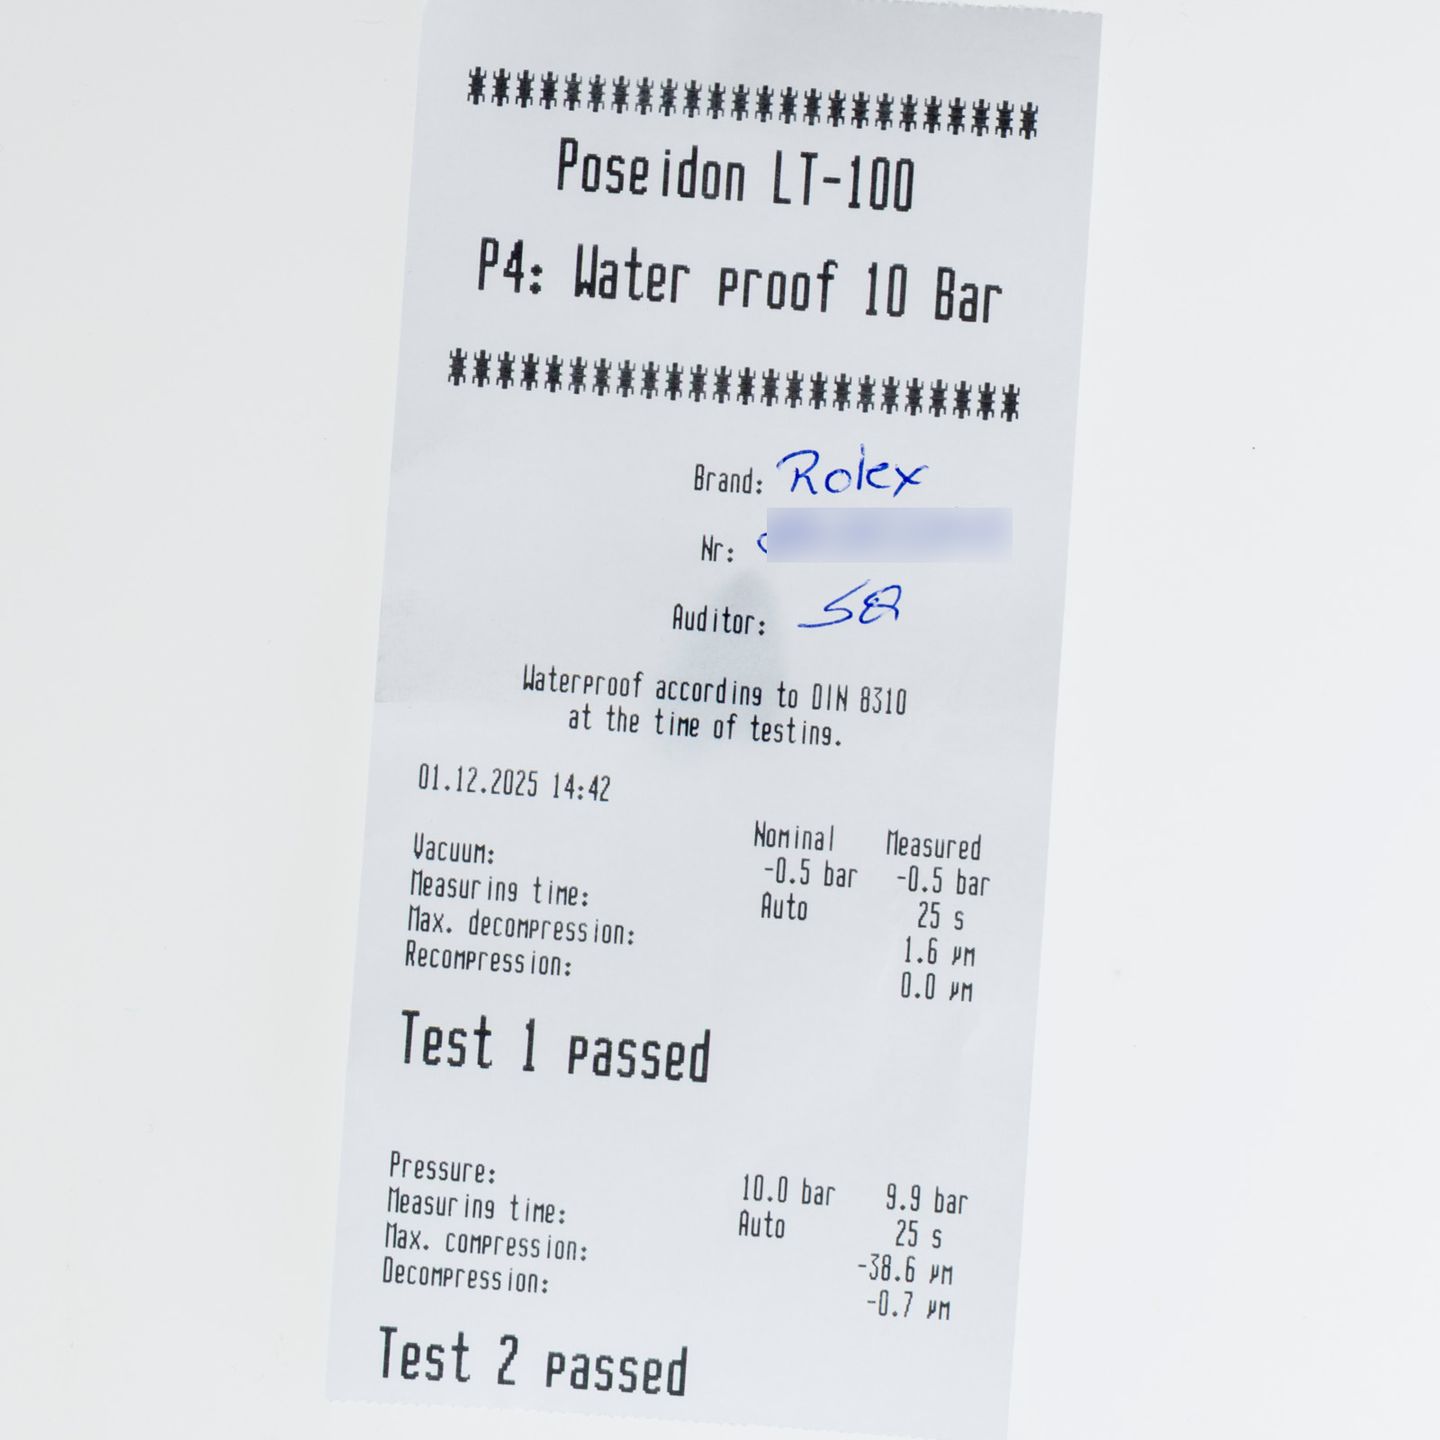 Poseidon LT-100
P4: Water proof 10 Bar
Brand: Rolex
Nr:
Auditor:
Waterproof according to DIN 8310
at the time of testing.
01.12.2025 14:42
Nominal Measured
Vacuum: -0.5 bar -0.5 bar
Measuring time: Auto 25 s
Max. decompression: 1.6 µm
Recompression: 0.0 µm
Test 1 passed
Pressure: 10.0 bar 9.9 bar
Measuring time: Auto 25 s
Max. compression: -38.6 µm
Decompression: -0.7 µm
Test 2 passed